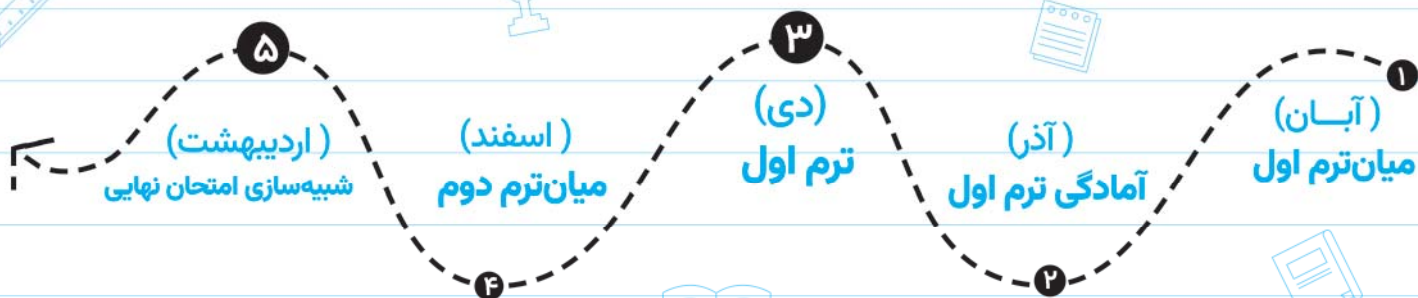 ۱
( آبـــان)
میان‌ترم اول
۲
( آذر)
آمادگی ترم اول
۳
(دی)
ترم اول
۴
( اسفند)
میان‌ترم دوم
۵
( اردیبهشت)
شبیه‌سازی امتحان نهایی